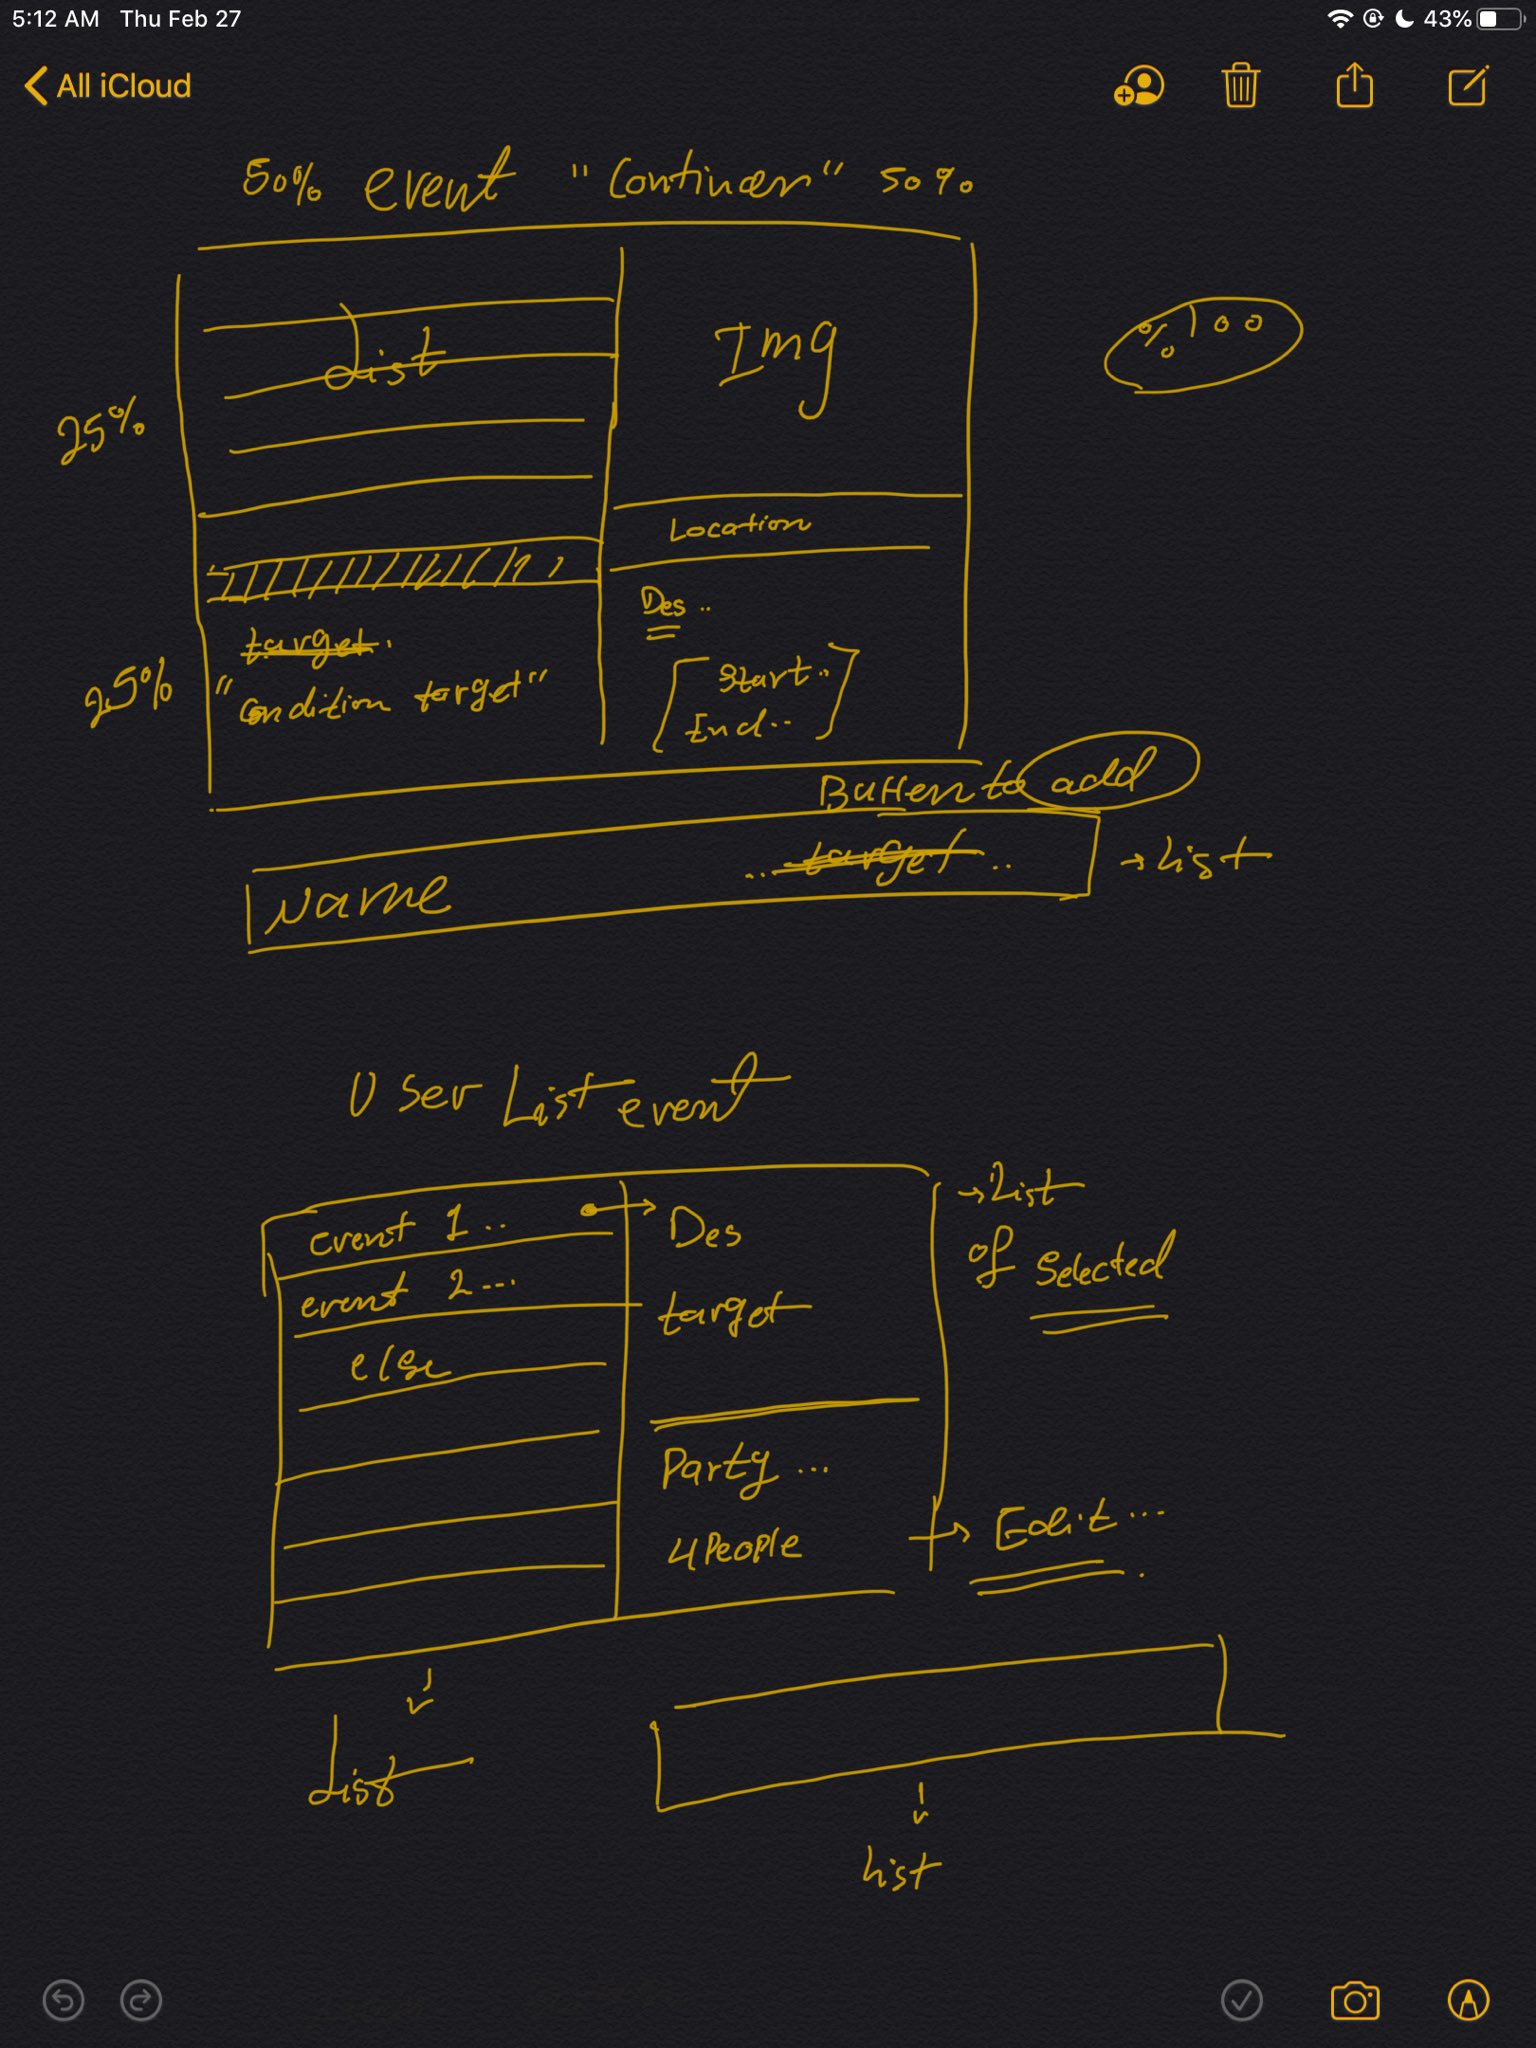 5:12 AM Thu Feb 27
43%
All iCloud
50% event "Continer" 50%
List
Img
%100
25%
Location
Des ..
target.
25%
"Condition target"
Start..
End..
Button to add
Name
.. target ..
→ List
User List event
event 1 ..
Des
→ List
of Selected
event 2 ...
target
else
Party ...
4 People
→ Edit ...
List
List